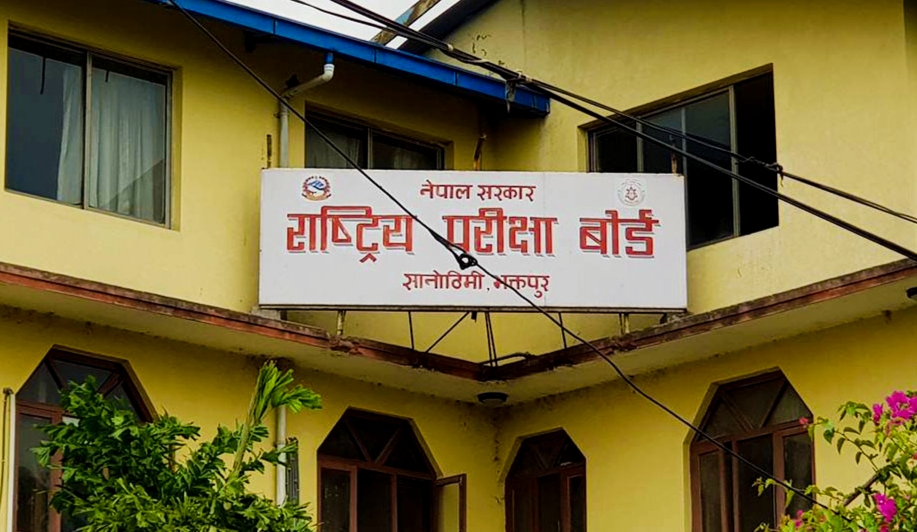 नेपाल सरकार
राष्ट्रिय परीक्षा बोर्ड
सानोठिमी, भक्तपुर